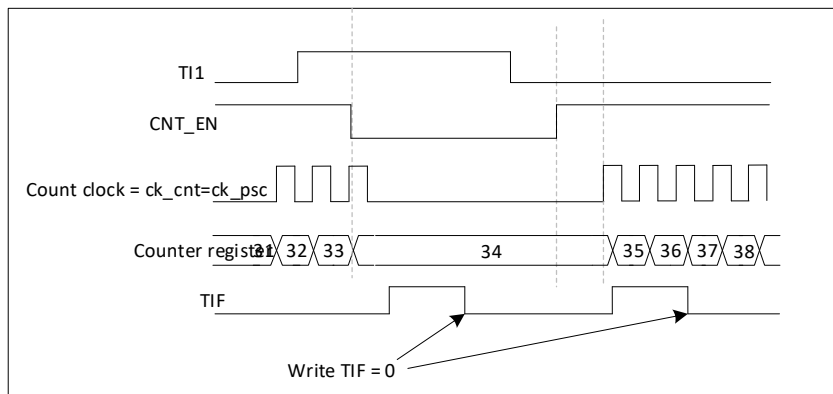 TI1
CNT_EN
Count clock = ck_cnt=ck_psc
Counter register 31 32 33 34 35 36 37 38
TIF
Write TIF = 0